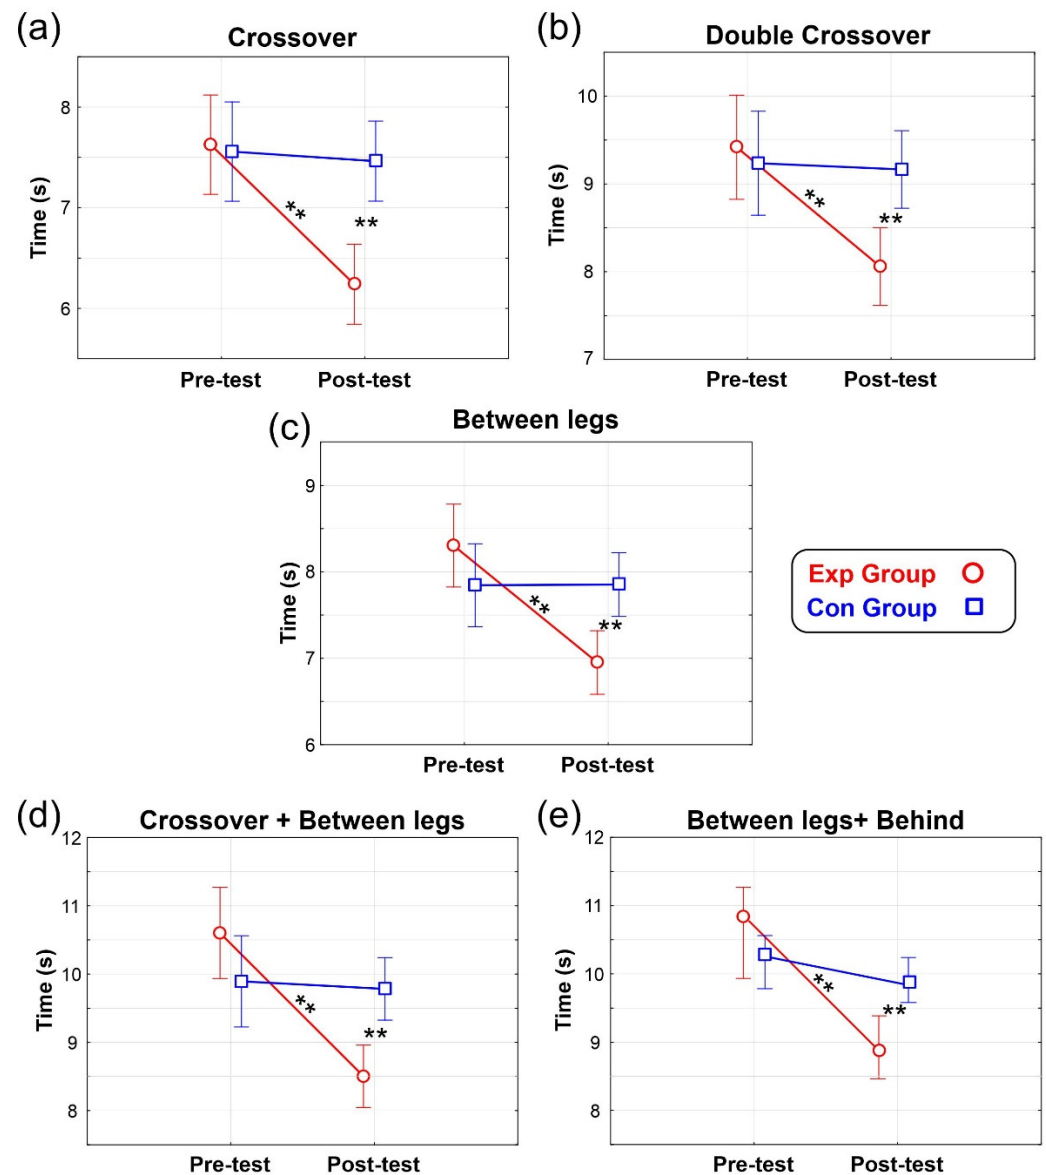 (a)
Crossover
8
7
6
Time (s)
**
**
Pre-test Post-test
(b)
Double Crossover
10
9
8
7
Time (s)
**
**
Pre-test Post-test
(c)
Between legs
9
8
7
6
Time (s)
**
**
Pre-test Post-test
Exp Group
Con Group
(d)
Crossover + Between legs
12
11
10
9
8
Time (s)
**
**
Pre-test Post-test
(e)
Between legs+ Behind
12
11
10
9
8
Time (s)
**
**
Pre-test Post-test